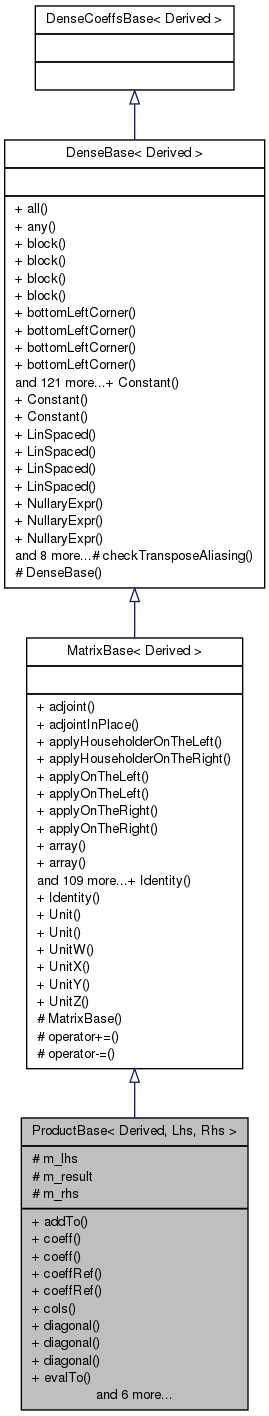 DenseCoeffsBase< Derived >
DenseBase< Derived >
+ all()
+ any()
+ block()
+ block()
+ block()
+ block()
+ bottomLeftCorner()
+ bottomLeftCorner()
+ bottomLeftCorner()
+ bottomLeftCorner()
and 121 more...+ Constant()
+ Constant()
+ Constant()
+ LinSpaced()
+ LinSpaced()
+ LinSpaced()
+ LinSpaced()
+ NullaryExpr()
+ NullaryExpr()
+ NullaryExpr()
and 8 more...# checkTransposeAliasing()
# DenseBase()
MatrixBase< Derived >
+ adjoint()
+ adjointInPlace()
+ applyHouseholderOnTheLeft()
+ applyHouseholderOnTheRight()
+ applyOnTheLeft()
+ applyOnTheLeft()
+ applyOnTheRight()
+ applyOnTheRight()
+ array()
+ array()
and 109 more...+ Identity()
+ Identity()
+ Unit()
+ Unit()
+ UnitW()
+ UnitX()
+ UnitY()
+ UnitZ()
# MatrixBase()
# operator+=()
# operator-=()
ProductBase< Derived, Lhs, Rhs >
# m_lhs
# m_result
# m_rhs
+ addTo()
+ coeff()
+ coeff()
+ coeffRef()
+ coeffRef()
+ cols()
+ diagonal()
+ diagonal()
+ diagonal()
+ evalTo()
and 6 more...